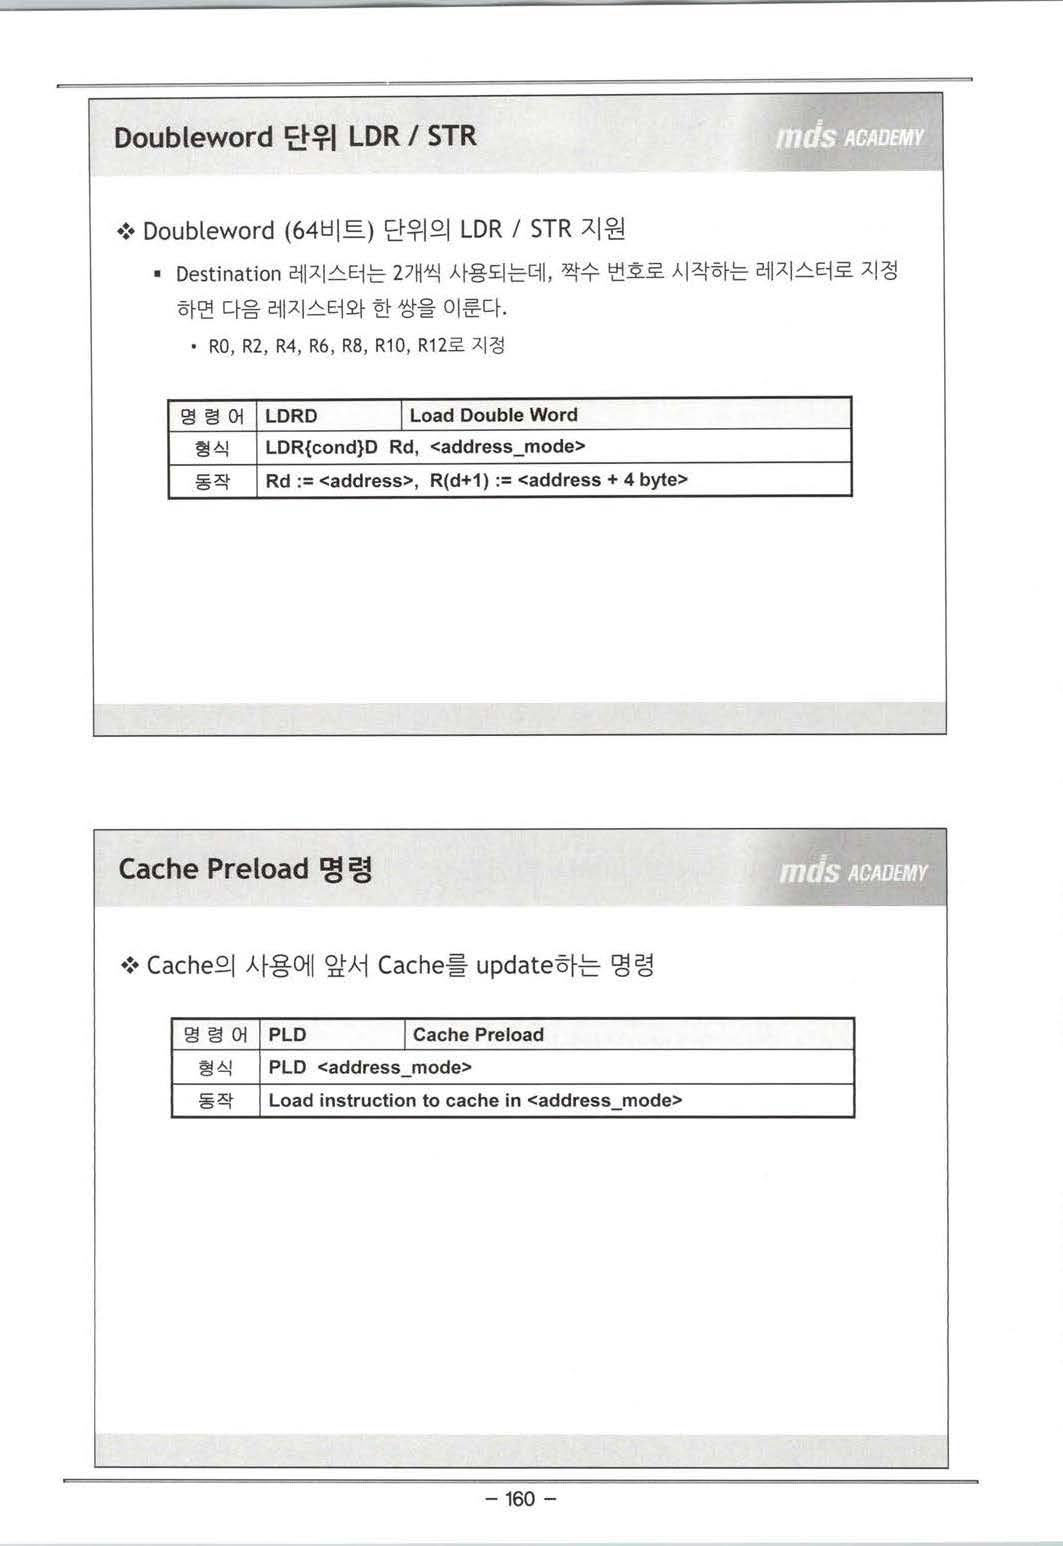 Doubleword 단위 LDR / STR
mds ACADEMY
❖ Doubleword (64비트) 단위의 LDR / STR 지원
▪ Destination 레지스터는 2개씩 사용되는데, 짝수 번호로 시작하는 레지스터로 지정
하면 다음 레지스터와 한 쌍을 이룬다.
• R0, R2, R4, R6, R8, R10, R12로 지정
명령어 LDRD Load Double Word
형식 LDR{cond}D Rd, <address_mode>
동작 Rd := <address>, R(d+1) := <address + 4 byte>
Cache Preload 명령
mds ACADEMY
❖ Cache의 사용에 앞서 Cache를 update하는 명령
명령어 PLD Cache Preload
형식 PLD <address_mode>
동작 Load instruction to cache in <address_mode>
– 160 –